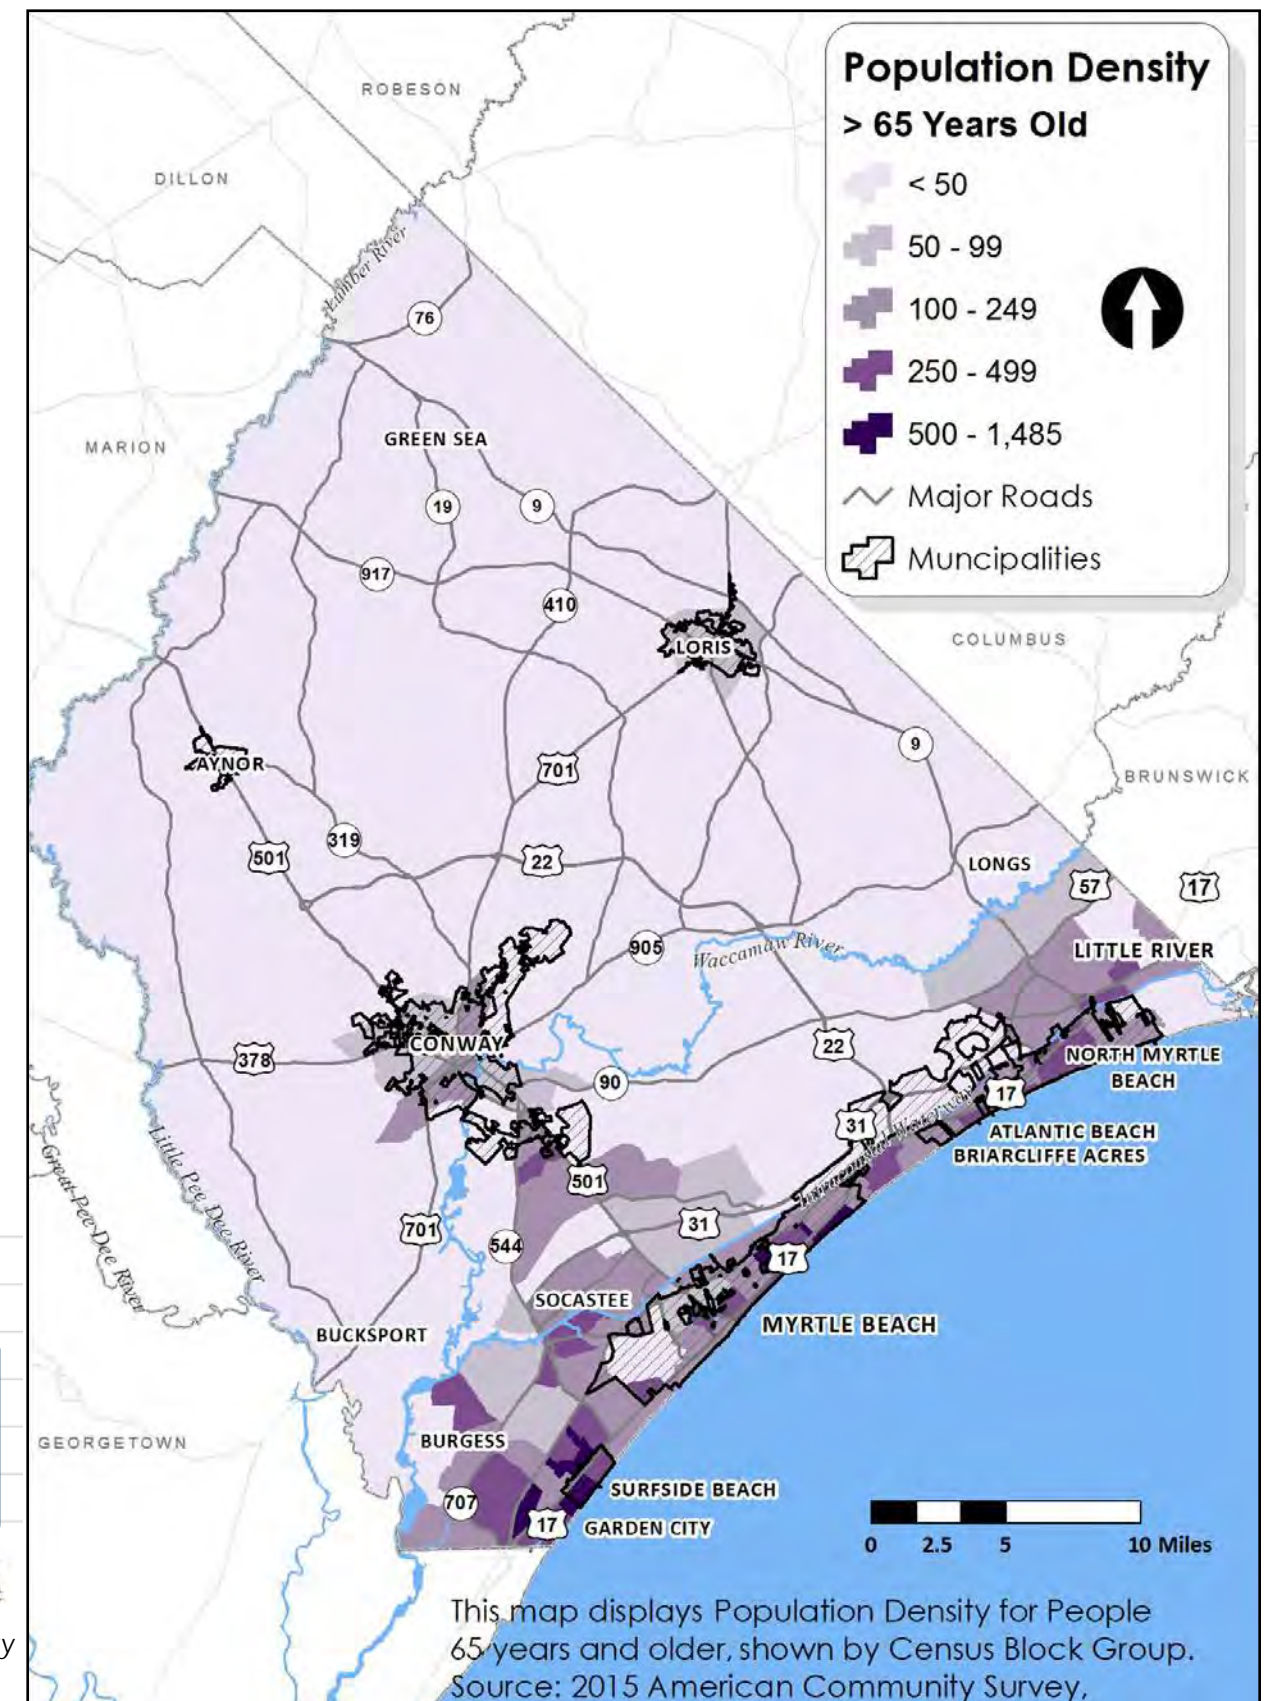 Population Density
> 65 Years Old
< 50
50 - 99
100 - 249
250 - 499
500 - 1,485
Major Roads
Muncipalities
ROBESON
DILLON
Lumber River
76
MARION
GREEN SEA
19
9
917
410
LORIS
COLUMBUS
9
AYNOR
701
BRUNSWICK
319
501
22
LONGS
57
17
905
Waccamaw River
LITTLE RIVER
CONWAY
378
22
90
NORTH MYRTLE
BEACH
17
31
Intracoastal Waterway
ATLANTIC BEACH
BRIARCLIFFE ACRES
Great Pee Dee River
Little Pee Dee River
501
701
31
544
17
SOCASTEE
MYRTLE BEACH
BUCKSPORT
GEORGETOWN
BURGESS
SURFSIDE BEACH
707
17
GARDEN CITY
0 2.5 5 10 Miles
This map displays Population Density for People
65 years and older, shown by Census Block Group.
Source: 2015 American Community Survey,
y